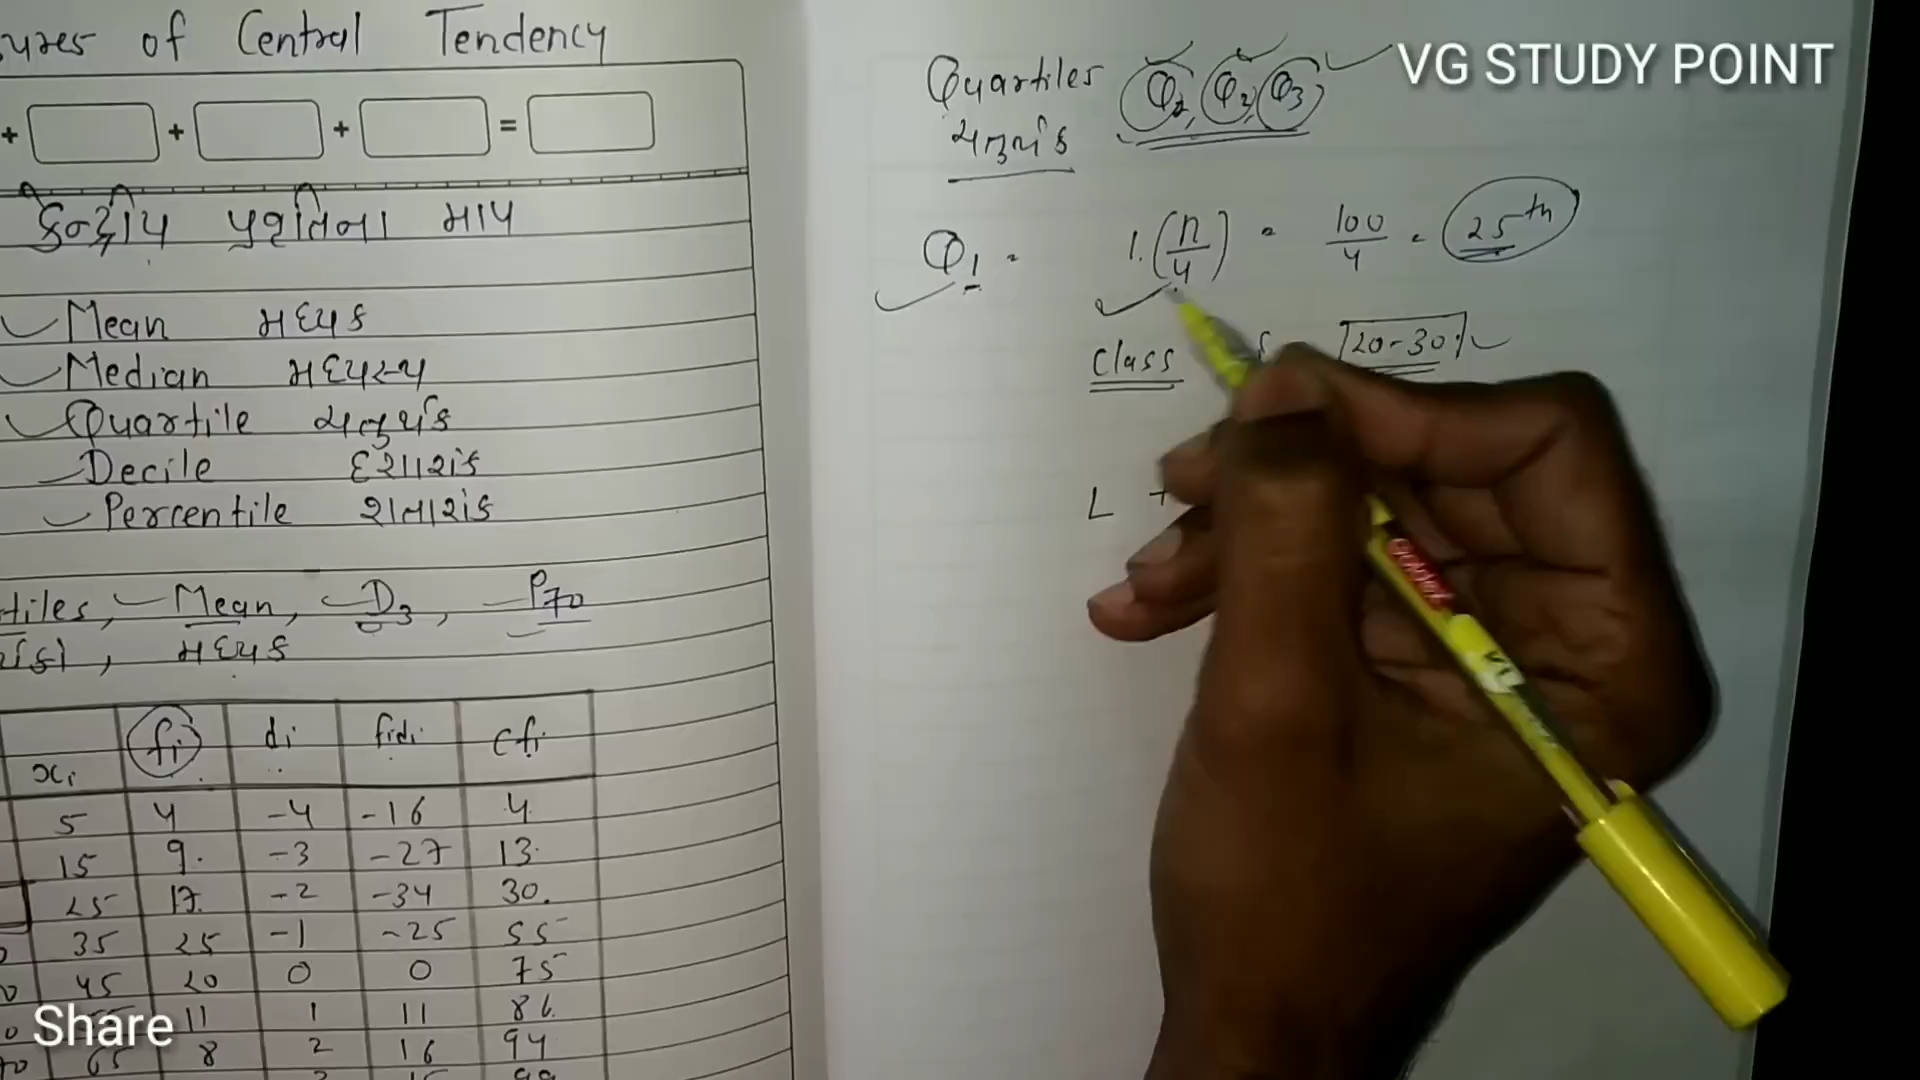 of Central Tendency
+ + + =
કેન્દ્રીય પ્રવૃત્તિના માપ
Mean મધ્યક
Median મધ્યસ્થ
Quartile ચતુર્થક
Decile દશાંશક
Percentile શતાંશક
Mean, D3, P70
મધ્યક
xi fi di fidi cfi
5 4 -4 -16 4
15 9 -3 -27 13
25 17 -2 -34 30
35 25 -1 -25 55
45 20 0 0 75
11 1 11 86
65 8 2 16 94
Share
VG STUDY POINT
Quartiles Q1, Q2, Q3
ચતુર્થક
Q1 = 1.(n/4) = 100/4 = 25th
Class 20-30
L +